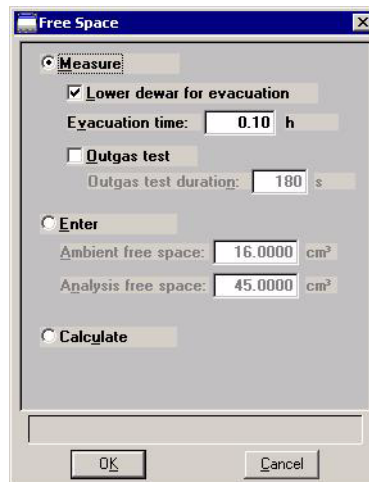 Free Space
Measure
Lower dewar for evacuation
Evacuation time: 0.10 h
Outgas test
Outgas test duration: 180 s
Enter
Ambient free space: 16.0000 cm³
Analysis free space: 45.0000 cm³
Calculate
OK Cancel